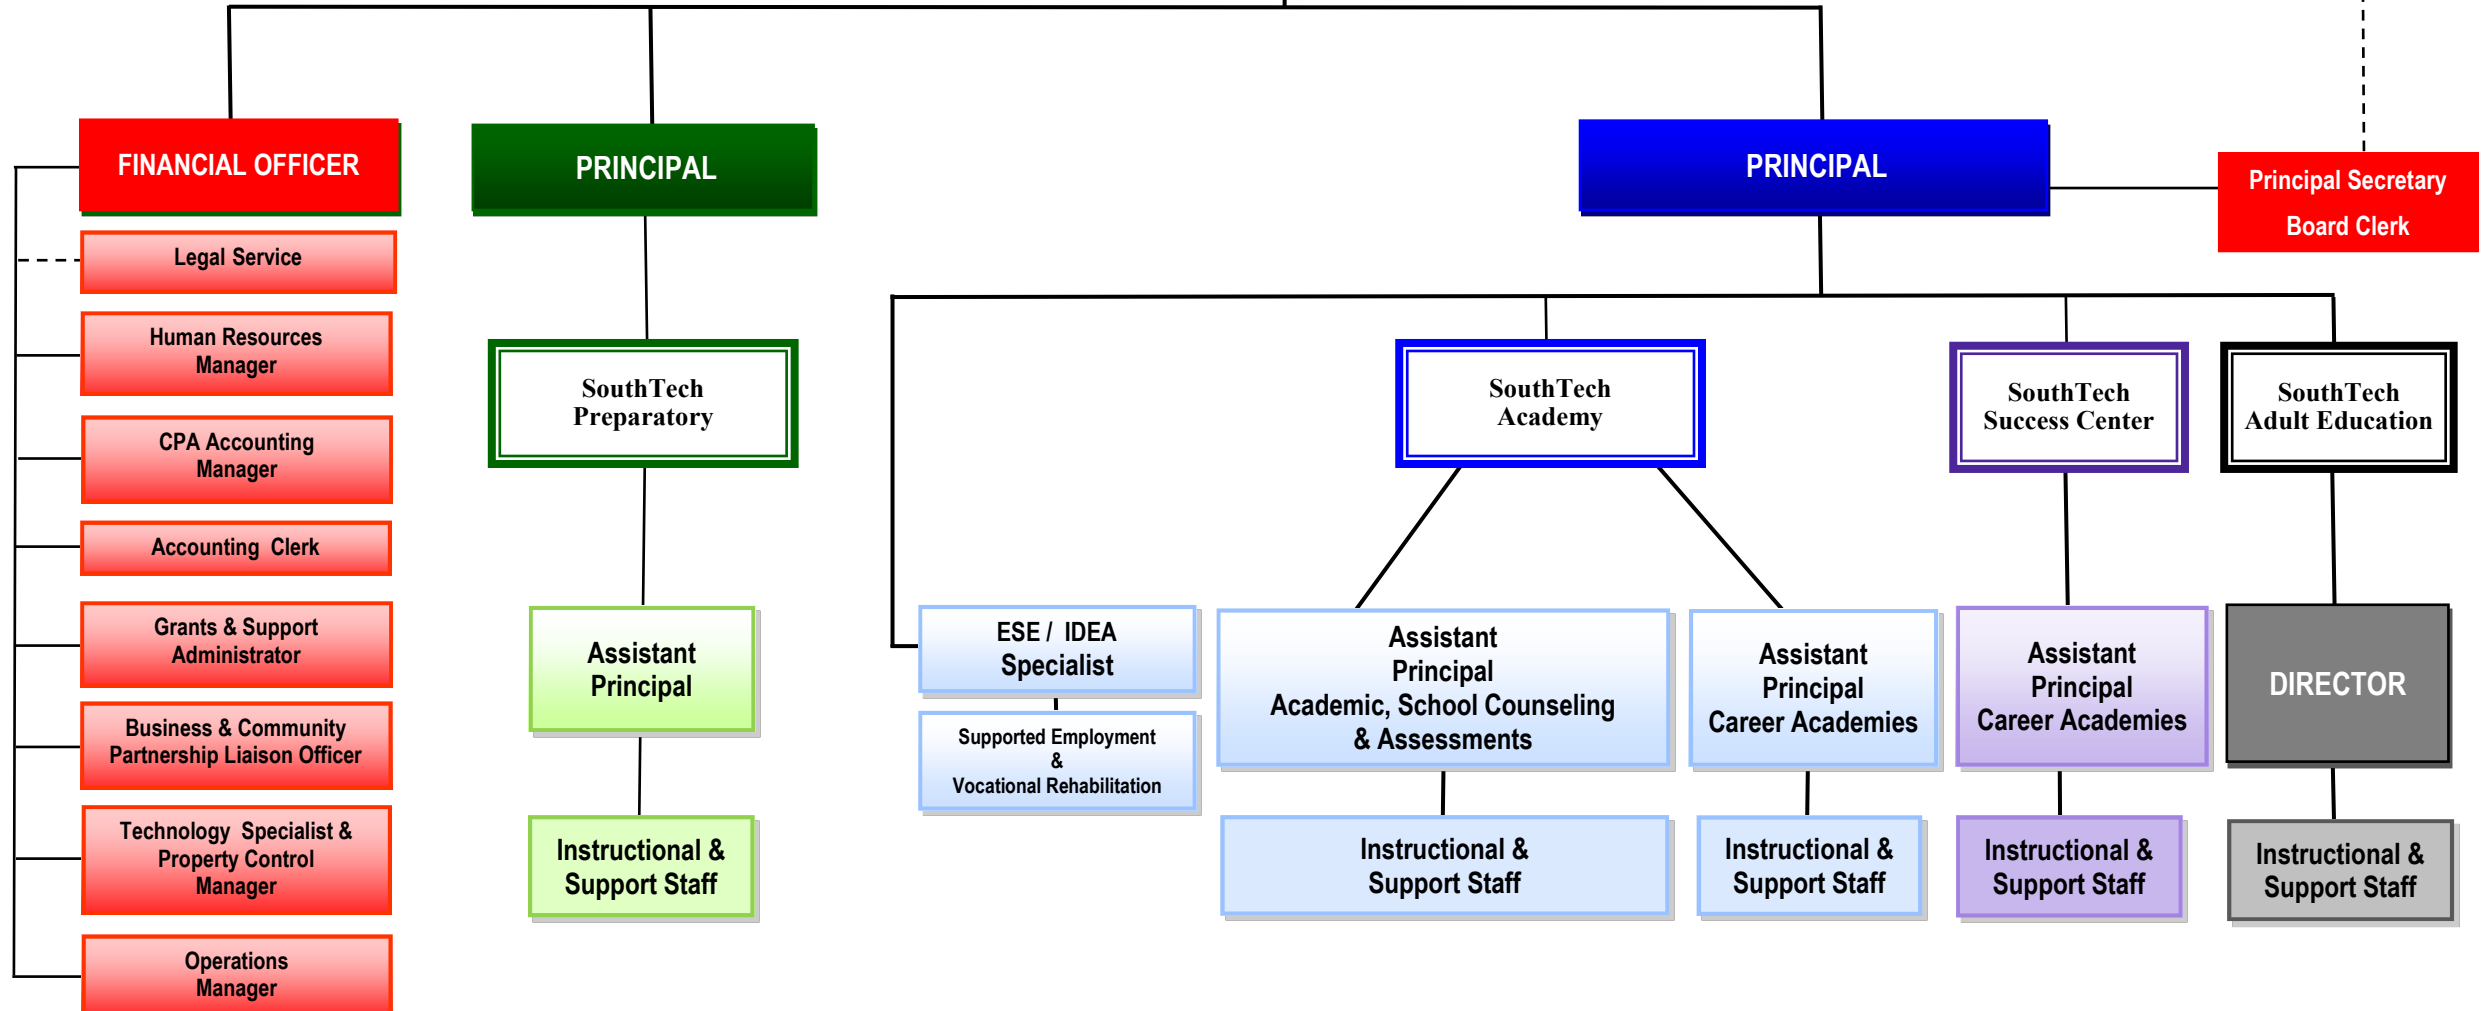 FINANCIAL OFFICER
Legal Service
Human Resources
Manager
CPA Accounting
Manager
Accounting Clerk
Grants & Support
Administrator
Business & Community
Partnership Liaison Officer
Technology Specialist &
Property Control
Manager
Operations
Manager
PRINCIPAL
SouthTech
Preparatory
Assistant
Principal
Instructional &
Support Staff
PRINCIPAL
Principal Secretary
Board Clerk
ESE / IDEA
Specialist
Supported Employment
&
Vocational Rehabilitation
SouthTech
Academy
Assistant
Principal
Academic, School Counseling
& Assessments
Instructional &
Support Staff
Assistant
Principal
Career Academies
Instructional &
Support Staff
SouthTech
Success Center
Assistant
Principal
Career Academies
Instructional &
Support Staff
SouthTech
Adult Education
DIRECTOR
Instructional &
Support Staff